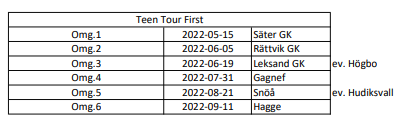 Teen Tour First
Omg.1 2022-05-15 Säter GK
Omg.2 2022-06-05 Rättvik GK
Omg.3 2022-06-19 Leksand GK ev. Högbo
Omg.4 2022-07-31 Gagnef
Omg.5 2022-08-21 Snöå ev. Hudiksvall
Omg.6 2022-09-11 Hagge